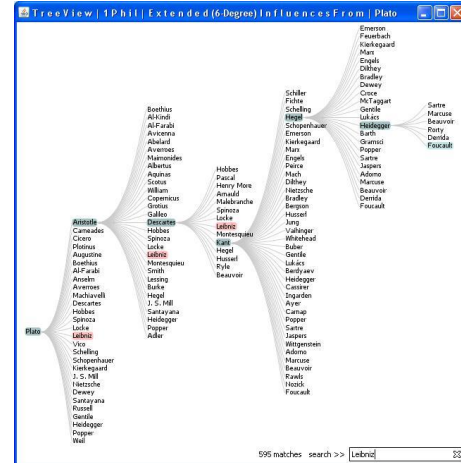 TreeView | 1Phil | Extended (6-Degree) Influences From | Plato
Plato
Aristotle
Carneades
Cicero
Plotinus
Augustine
Boethius
Al-Farabi
Anselm
Averroes
Machiavelli
Descartes
Hobbes
Spinoza
Locke
Leibniz
Vico
Schelling
Schopenhauer
Kierkegaard
J. S. Mill
Nietzsche
Dewey
Santayana
Russell
Gentile
Heidegger
Popper
Weil
Boethius
Al-Kindi
Al-Farabi
Avicenna
Abelard
Averroes
Maimonides
Albertus
Aquinas
Scotus
William
Copernicus
Grotius
Galileo
Descartes
Hobbes
Spinoza
Locke
Leibniz
Montesquieu
Smith
Lessing
Burke
Hegel
J. S. Mill
Santayana
Heidegger
Popper
Adler
Hobbes
Pascal
Henry More
Arnauld
Malebranche
Spinoza
Locke
Leibniz
Montesquieu
Kant
Hegel
Husserl
Ryle
Beauvoir
Schiller
Fichte
Schelling
Hegel
Schopenhauer
Emerson
Kierkegaard
Marx
Engels
Peirce
Mach
Dilthey
Nietzsche
Bradley
Bergson
Husserl
Jung
Vaihinger
Whitehead
Buber
Gentile
Lukács
Berdyaev
Heidegger
Cassirer
Ingarden
Ayer
Carnap
Popper
Sartre
Jaspers
Wittgenstein
Adorno
Marcuse
Beauvoir
Rawls
Nozick
Foucault
Emerson
Feuerbach
Kierkegaard
Marx
Engels
Dilthey
Bradley
Dewey
Croce
McTaggart
Gentile
Lukács
Heidegger
Barth
Gramsci
Popper
Sartre
Jaspers
Adorno
Marcuse
Beauvoir
Derrida
Foucault
Sartre
Marcuse
Beauvoir
Rorty
Derrida
Foucault
595 matches search >> Leibniz